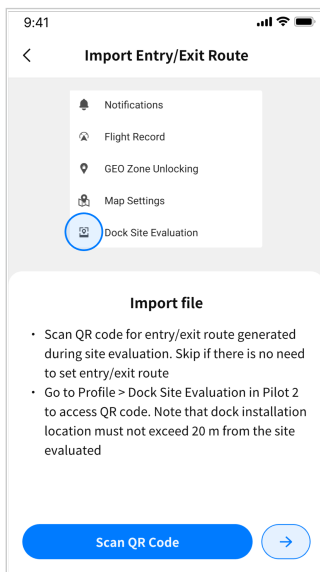 9:41
Import Entry/Exit Route
Notifications
Flight Record
GEO Zone Unlocking
Map Settings
Dock Site Evaluation
Import file
• Scan QR code for entry/exit route generated
during site evaluation. Skip if there is no need
to set entry/exit route
• Go to Profile > Dock Site Evaluation in Pilot 2
to access QR code. Note that dock installation
location must not exceed 20 m from the site
evaluated
Scan QR Code